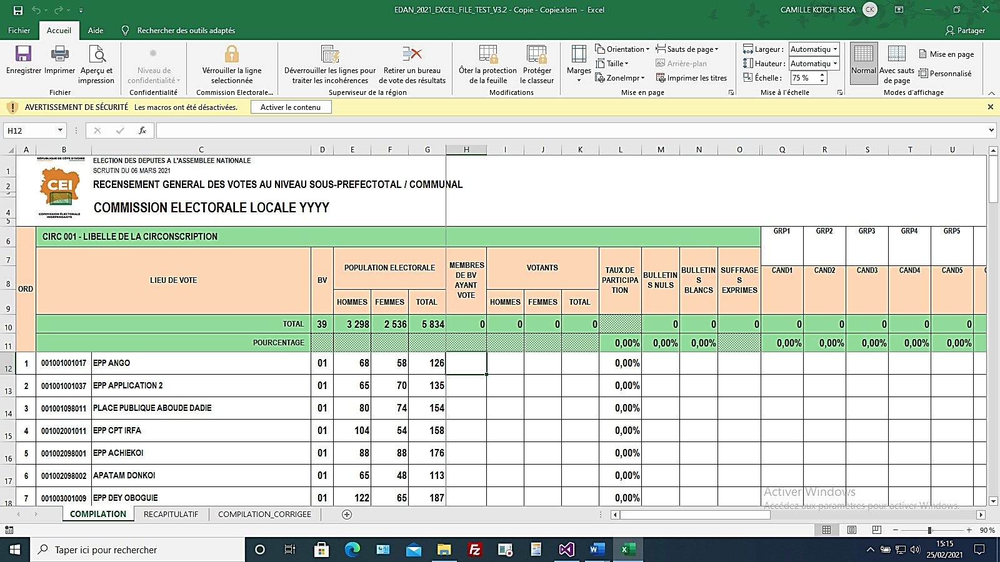 EDAN_2021_EXCEL_FILE_TEST_V3.2 - Copie - Copie.xlsm - Excel
CAMILLE KOTCHI SEKA CK
Fichier Accueil Aide Rechercher des outils adaptés Partager
Enregistrer Imprimer Aperçu et impression
Fichier
Niveau de confidentialité
Confidentialité
Vérrouiller la ligne selectionnée
Commission Electorale...
Déverrouiller les lignes pour traiter les incohérences
Retirer un bureau de vote des résultats
Superviseur de la région
Ôter la protection de la feuille
Protéger le classeur
Modifications
Marges
Orientation
Taille
ZoneImpr
Sauts de page
Arrière-plan
Imprimer les titres
Mise en page
Largeur : Automatiqu
Hauteur : Automatiqu
Échelle : 75 %
Mise à l'échelle
Normal
Avec sauts de page
Mise en page
Personnalisé
Modes d'affichage
AVERTISSEMENT DE SÉCURITÉ Les macros ont été désactivées. Activer le contenu
H12 fx
A B C D E F G H I J K L M N O Q R S T U
RÉPUBLIQUE DE CÔTE D'IVOIRE
CEI
COMMISSION ÉLECTORALE
INDÉPENDANTE
1 ELECTION DES DEPUTES A L'ASSEMBLEE NATIONALE
SCRUTIN DU 06 MARS 2021
2 RECENSEMENT GENERAL DES VOTES AU NIVEAU SOUS-PREFECTOTAL / COMMUNAL
3
4 COMMISSION ELECTORALE LOCALE YYYY
5
6 CIRC 001 - LIBELLE DE LA CIRCONSCRIPTION GRP1 GRP2 GRP3 GRP4 GRP5
7
8
9
ORD
LIEU DE VOTE
BV
POPULATION ELECTORALE
HOMMES FEMMES TOTAL
MEMBRES DE BV AYANT VOTE
VOTANTS
HOMMES FEMMES TOTAL
TAUX DE PARTICIPA TION
BULLETIN S NULS
BULLETIN S BLANCS
SUFFRAGE S EXPRIMES
CAND1 CAND2 CAND3 CAND4 CAND5
10 TOTAL 39 3 298 2 536 5 834 0 0 0 0 0 0 0 0 0 0 0 0
11 POURCENTAGE 0,00% 0,00% 0,00% 0,00% 0,00% 0,00% 0,00% 0,00%
12 1 001001001017 EPP ANGO 01 68 58 126 0,00%
13 2 001001001037 EPP APPLICATION 2 01 65 70 135 0,00%
14 3 001001098011 PLACE PUBLIQUE ABOUDE DADIE 01 80 74 154 0,00%
15 4 001002001011 EPP CPT IRFA 01 104 54 158 0,00%
16 5 001002098001 EPP ACHIEKOI 01 88 88 176 0,00%
17 6 001002098002 APATAM DONKOI 01 65 48 113 0,00%
18 7 001003001009 EPP DEY OBOGUIE 01 122 65 187 0,00%
Activer Windows
Accédez aux paramètres pour activer Windows.
COMPILATION RECAPITULATIF COMPILATION_CORRIGEE
90 %
Taper ici pour rechercher
15:15
25/02/2021